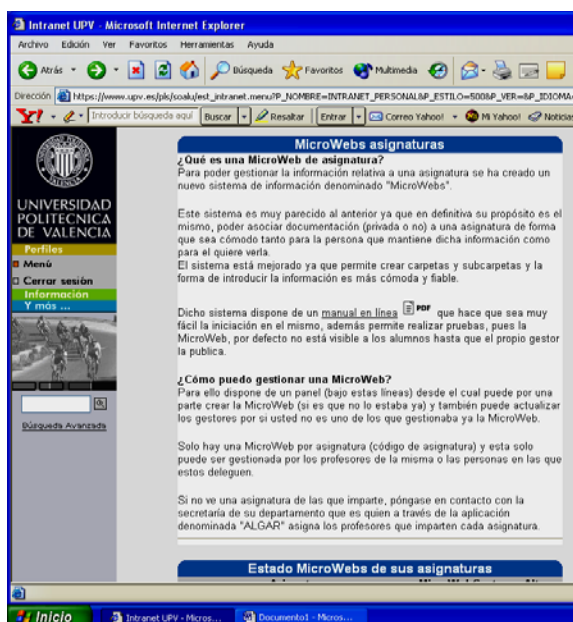 Intranet UPV - Microsoft Internet Explorer
Archivo Edición Ver Favoritos Herramientas Ayuda
Atrás Búsqueda Favoritos Multimedia
Dirección https://www.upv.es/pls/soalu/est_intranet.menu?P_NOMBRE=INTRANET_PERSONAL&P_ESTILO=500&P_VER=&P_IDIOMA=
Y! Introducir búsqueda aquí Buscar Resaltar Entrar Correo Yahoo! Mi Yahoo! Noticias
UNIVERSIDAD
POLITECNICA
DE VALENCIA
Perfiles
Menú
Cerrar sesión
Información
Y más ...
Búsqueda Avanzada
MicroWebs asignaturas
¿Qué es una MicroWeb de asignatura?
Para poder gestionar la información relativa a una asignatura se ha creado un
nuevo sistema de información denominado "MicroWebs".
Este sistema es muy parecido al anterior ya que en definitiva su propósito es el
mismo, poder asociar documentación (privada o no) a una asignatura de forma
que sea cómodo tanto para la persona que mantiene dicha información como
para el quiere verla.
El sistema está mejorado ya que permite crear carpetas y subcarpetas y la
forma de introducir la información es más cómoda y fiable.
Dicho sistema dispone de un manual en línea PDF que hace que sea muy
fácil la iniciación en el mismo, además permite realizar pruebas, pues la
MicroWeb, por defecto no está visible a los alumnos hasta que el propio gestor
la publica.
¿Cómo puedo gestionar una MicroWeb?
Para ello dispone de un panel (bajo estas líneas) desde el cual puede por una
parte crear la MicroWeb (si es que no lo estaba ya) y también puede actualizar
los gestores por si usted no es uno de los que gestionaba ya la MicroWeb.
Solo hay una MicroWeb por asignatura (código de asignatura) y esta solo
puede ser gestionada por los profesores de la misma o las personas en las que
estos deleguen.
Si no ve una asignatura de las que imparte, póngase en contacto con la
secretaría de su departamento que es quien a través de la aplicación
denominada "ALGAR" asigna los profesores que imparten cada asignatura.
Estado MicroWebs de sus asignaturas
Inicio Intranet UPV - Micros... Documento1 - Micros...